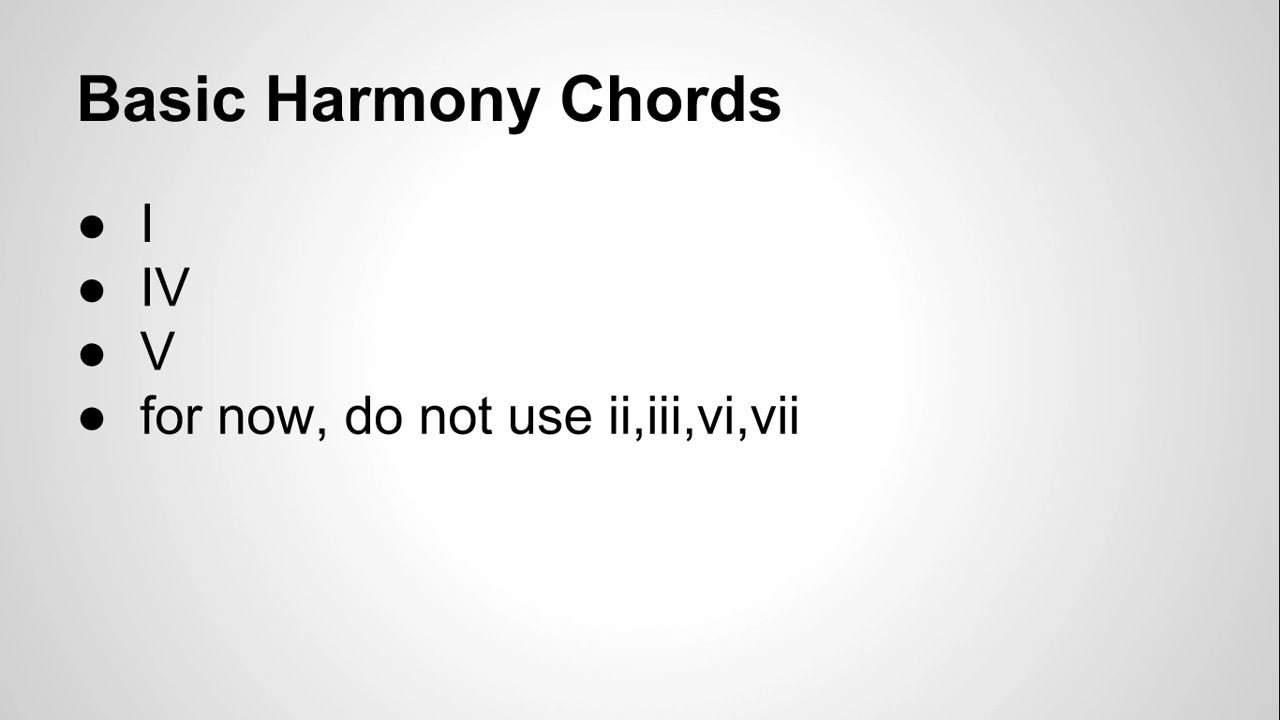 Basic Harmony Chords
● I
● IV
● V
● for now, do not use ii,iii,vi,vii